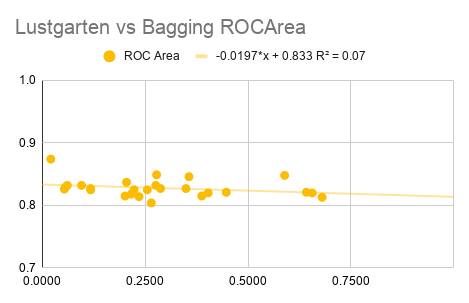 Lustgarten vs Bagging ROCArea
ROC Area -0.0197*x + 0.833 R² = 0.07
1.0
0.9
0.8
0.7
0.0000 0.2500 0.5000 0.7500